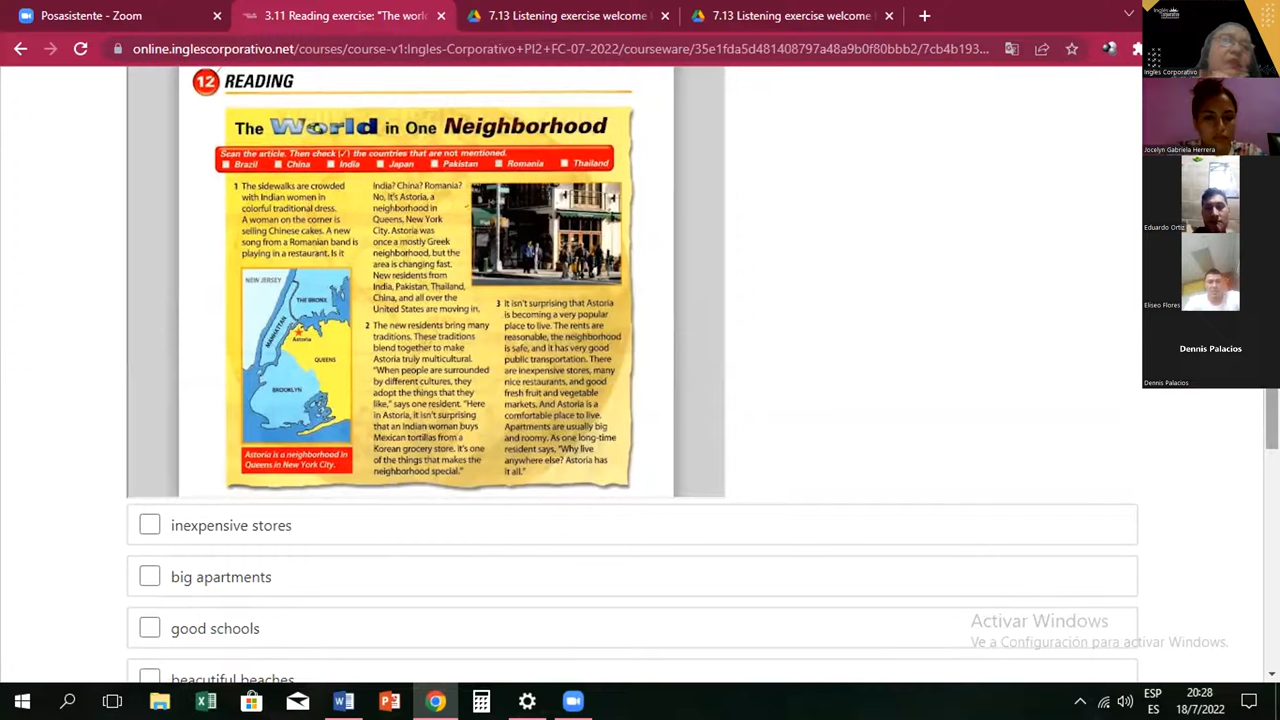 Posasistente - Zoom
3.11 Reading exercise: "The worl
7.13 Listening exercise welcome
7.13 Listening exercise welcome
online.inglescorporativo.net/courses/course-v1:Ingles-Corporativo+PI2+FC-07-2022/courseware/35e1fda5d481408797a48a9b0f80bbb2/7cb4b193...
12 READING
The World in One Neighborhood
Scan the article. Then check (✓) the countries that are not mentioned.
Brazil China India Japan Pakistan Romania Thailand
1 The sidewalks are crowded
with Indian women in
colorful traditional dress.
A woman on the corner is
selling Chinese cakes. A new
song from a Romanian band is
playing in a restaurant. Is it
India? China? Romania?
No, it's Astoria, a
neighborhood in
Queens, New York
City. Astoria was
once a mostly Greek
neighborhood, but the
area is changing fast.
New residents from
India, Pakistan, Thailand,
China, and all over the
United States are moving in.
2 The new residents bring many
traditions. These traditions
blend together to make
Astoria truly multicultural.
"When people are surrounded
by different cultures, they
adopt the things that they
like," says one resident. "Here
in Astoria, it isn't surprising
that an Indian woman buys
Mexican tortillas from a
Korean grocery store. It's one
of the things that makes the
neighborhood special."
3 It isn't surprising that Astoria
is becoming a very popular
place to live. The rents are
reasonable, the neighborhood
is safe, and it has very good
public transportation. There
are inexpensive stores, many
nice restaurants, and good
fresh fruit and vegetable
markets. And Astoria is a
comfortable place to live.
Apartments are usually big
and roomy. As one long-time
resident says, "Why live
anywhere else? Astoria has
it all."
NEW JERSEY
THE BRONX
MANHATTAN
Astoria
QUEENS
BROOKLYN
Astoria is a neighborhood in
Queens in New York City.
inexpensive stores
big apartments
good schools
beacutiful beaches
Activar Windows
Ve a Configuración para activar Windows.
Ingles Corporativo
Jocelyn Gabriela Herrera
Eduardo Ortiz
Eliseo Flores
Dennis Palacios
Dennis Palacios
ESP
ES
20:28
18/7/2022